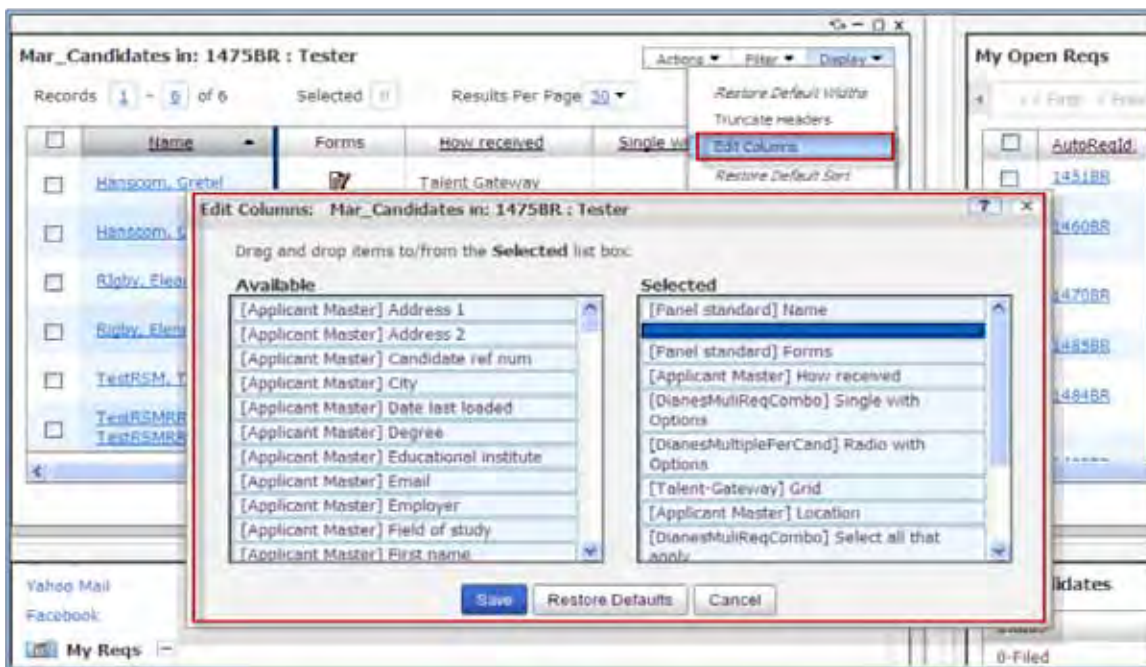 Mar_Candidates in: 1475BR : Tester
Actions Filter Display
Records 1 - 6 of 6 Selected 0 Results Per Page 30
Restore Default Widths
Truncate Headers
Edit Columns
Restore Default Sort
Name Forms How received Single
Hanscom, Gretel Talent Gateway
Hanscom,
Rigby,
Rigby,
TestRSM,
Edit Columns: Mar_Candidates in: 1475BR : Tester ? x
Drag and drop items to/from the Selected list box.
Available
[Applicant Master] Address 1
[Applicant Master] Address 2
[Applicant Master] Candidate ref num
[Applicant Master] City
[Applicant Master] Date last loaded
[Applicant Master] Degree
[Applicant Master] Educational institute
[Applicant Master] Email
[Applicant Master] Employer
[Applicant Master] Field of study
[Applicant Master] First name
Selected
[Panel standard] Name
[Panel standard] Forms
[Applicant Master] How received
[DianesMuliReqCombo] Single with
Options
[DianesMultiplePerCand] Radio with
Options
[Talent-Gateway] Grid
[Applicant Master] Location
[DianesMuliReqCombo] Select all that
apply
Save Restore Defaults Cancel
My Open Reqs
First
AutoReqId
1451BR
1460BR
1470BR
1485BR
1484BR
Yahoo Mail
Facebook
My Reqs
idates
0-Filed